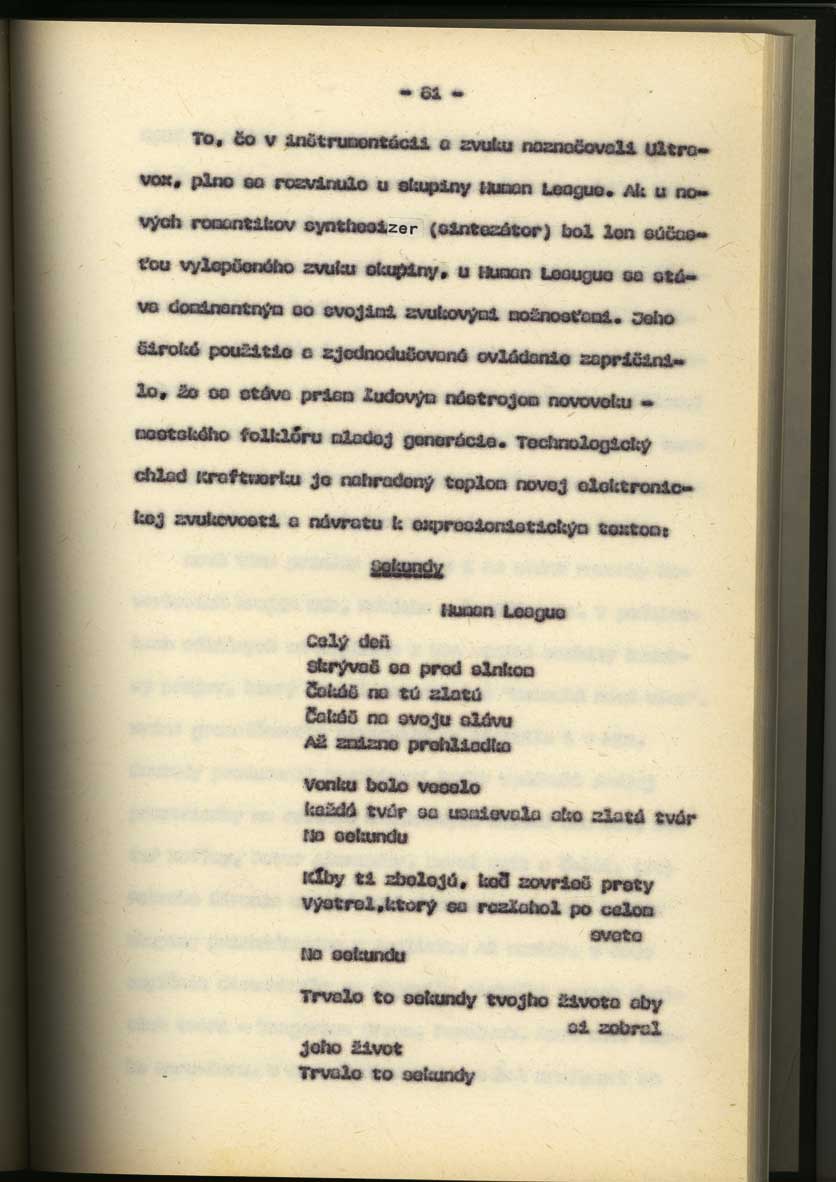 - 81 -
To, čo v inštrumentácii a zvuku naznačovali Ultra-
vox, plne sa rozvinulo u skupiny Human League. Ak u no-
vých romantikov synthesizer (sintezátor) bol len súčas-
ťou vylepšeného zvuku skupiny, u Human Leaugue sa stá-
va dominantným so svojimi zvukovými možnosťami. Jeho
široké použitie a zjednodušované ovládanie zapríčini-
lo, že sa stáva priam ľudovým nástrojom novoveku -
mestského folklóru mladej generácie. Technologický
chlad Kraftwerku je nahradený teplom novej elektronic-
kej zvukovosti a návratu k expresionistickým textom:
Sekundy
Human League
Celý deň
Skrývaš sa pred slnkom
Čakáš na tú zlatú
Čakáš na svoju slávu
Až zmizne prehliadka
Vonku bolo veselo
každá tvár sa usmievala ako zlatá tvár
Na sekundu
Kĺby ti zbelejú, keď zovrieš prsty
Výstrel,ktorý sa rozľahol po celom
svete
Na sekundu
Trvalo to sekundy tvojho života aby
si zobral
jeho život
Trvalo to sekundy